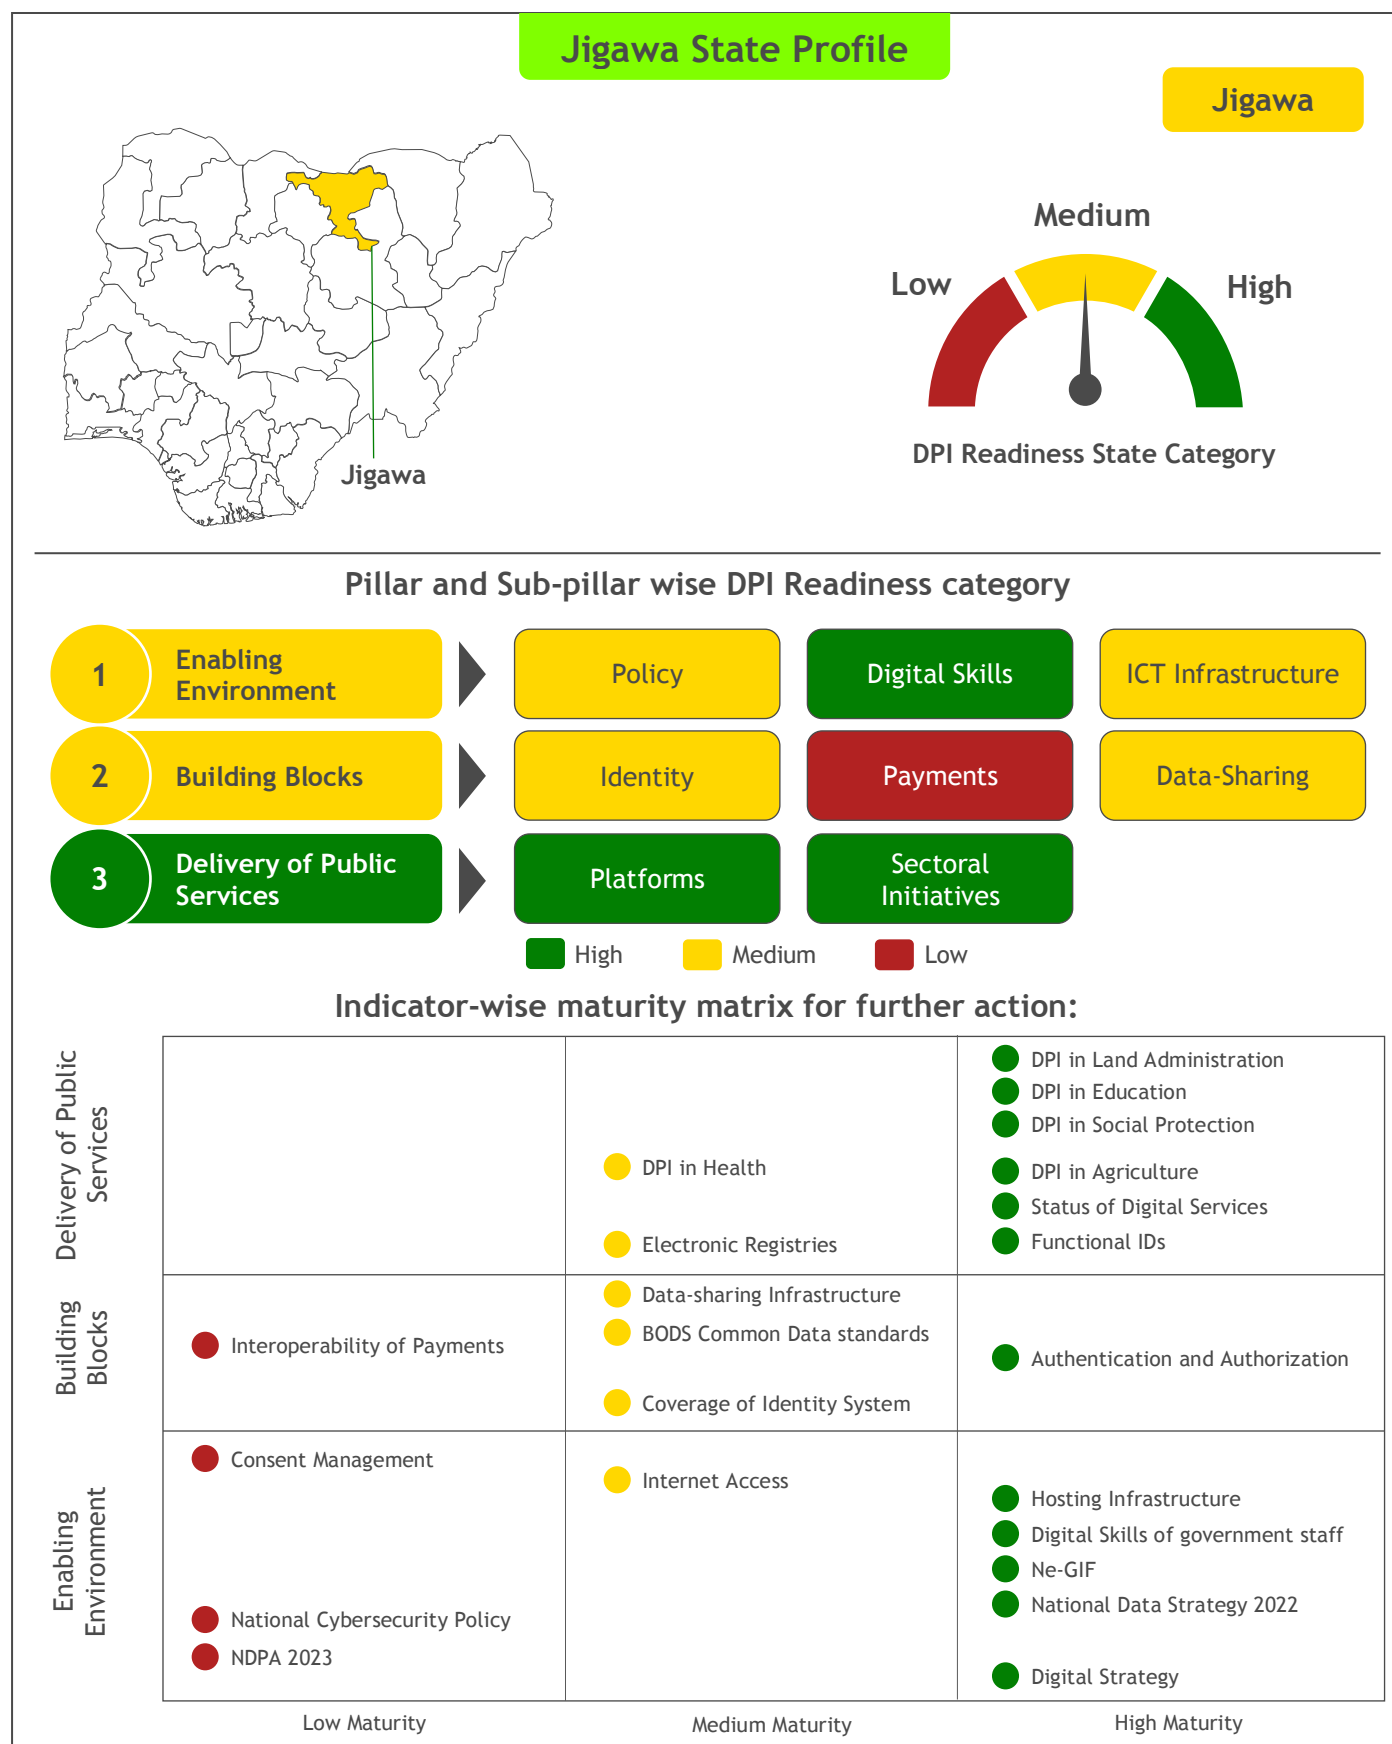 Jigawa State Profile
Jigawa
Medium
Low
High
DPI Readiness State Category
Jigawa
Pillar and Sub-pillar wise DPI Readiness category
1
Enabling
Environment
Policy
Digital Skills
ICT Infrastructure
2
Building Blocks
Identity
Payments
Data-Sharing
3
Delivery of Public
Services
Platforms
Sectoral
Initiatives
High
Medium
Low
Indicator-wise maturity matrix for further action:
Delivery of Public
Services
DPI in Health
Electronic Registries
DPI in Land Administration
DPI in Education
DPI in Social Protection
DPI in Agriculture
Status of Digital Services
Functional IDs
Building
Blocks
Interoperability of Payments
Data-sharing Infrastructure
BODS Common Data standards
Coverage of Identity System
Authentication and Authorization
Enabling
Environment
Consent Management
National Cybersecurity Policy
NDPA 2023
Internet Access
Hosting Infrastructure
Digital Skills of government staff
Ne-GIF
National Data Strategy 2022
Digital Strategy
Low Maturity
Medium Maturity
High Maturity